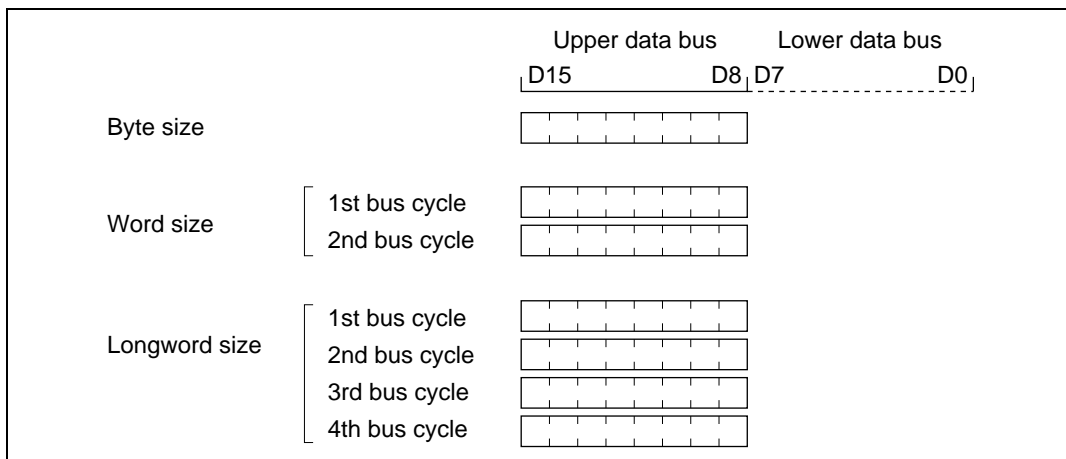 Upper data bus Lower data bus
D15 D8 D7 D0
Byte size
Word size
1st bus cycle
2nd bus cycle
Longword size
1st bus cycle
2nd bus cycle
3rd bus cycle
4th bus cycle